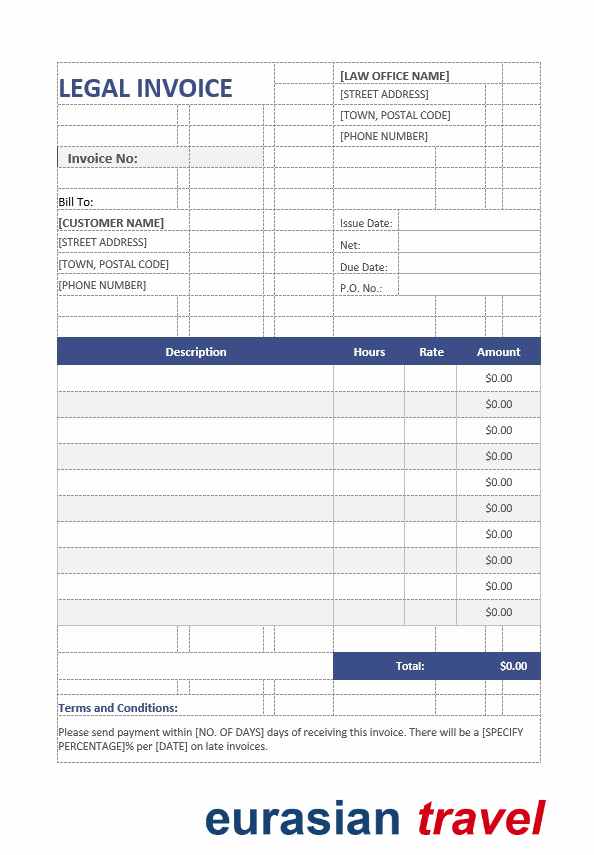 LEGAL INVOICE
[LAW OFFICE NAME]
[STREET ADDRESS]
[TOWN, POSTAL CODE]
[PHONE NUMBER]
Invoice No:
Bill To:
[CUSTOMER NAME]
[STREET ADDRESS]
[TOWN, POSTAL CODE]
[PHONE NUMBER]
Issue Date:
Net:
Due Date:
P.O. No.:
Description Hours Rate Amount
$0.00
$0.00
$0.00
$0.00
$0.00
$0.00
$0.00
$0.00
$0.00
$0.00
Total: $0.00
Terms and Conditions:
Please send payment within [NO. OF DAYS] days of receiving this invoice. There will be a [SPECIFY
PERCENTAGE]% per [DATE] on late invoices.
eurasian travel